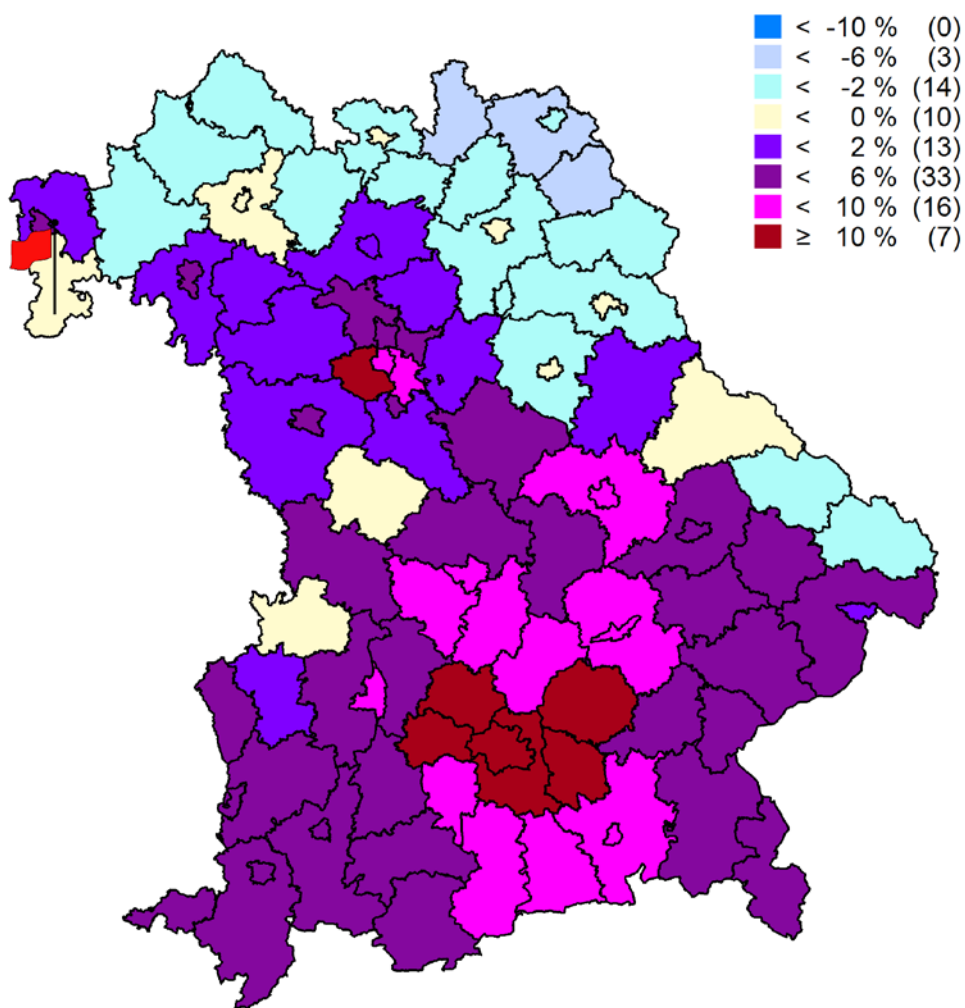 < -10 % (0)
< -6 % (3)
< -2 % (14)
< 0 % (10)
< 2 % (13)
< 6 % (33)
< 10 % (16)
≥ 10 % (7)